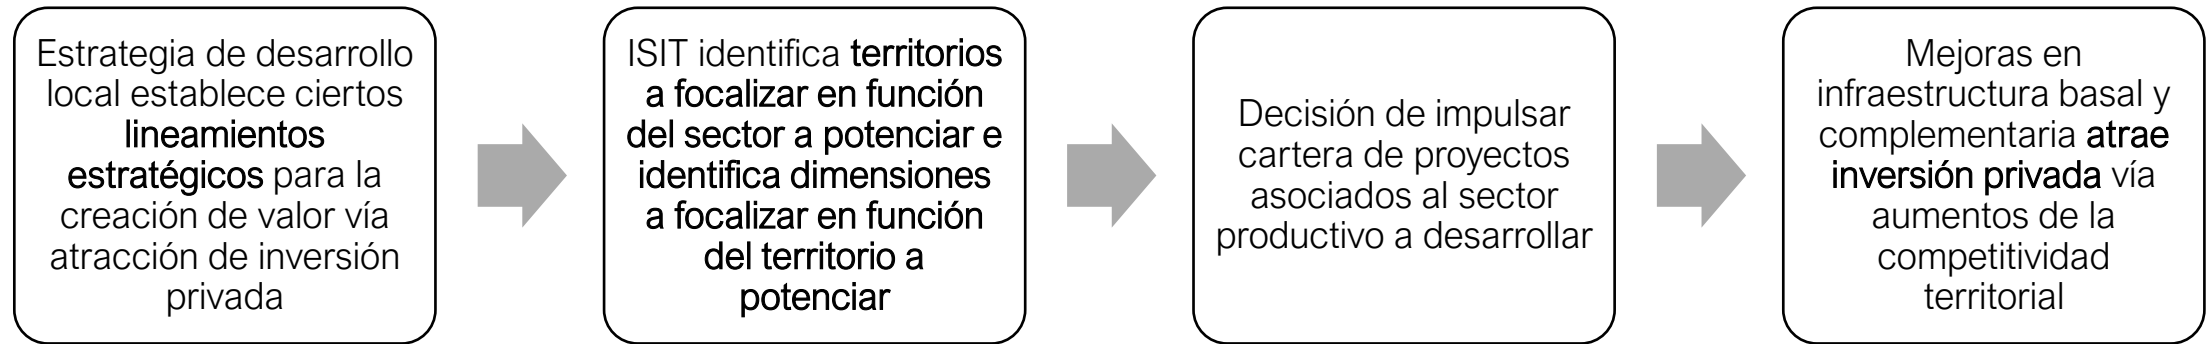 Estrategia de desarrollo
local establece ciertos
lineamientos
estratégicos para la
creación de valor vía
atracción de inversión
privada
ISIT identifica territorios
a focalizar en función
del sector a potenciar e
identifica dimensiones
a focalizar en función
del territorio a
potenciar
Decisión de impulsar
cartera de proyectos
asociados al sector
productivo a desarrollar
Mejoras en
infraestructura basal y
complementaria atrae
inversión privada vía
aumentos de la
competitividad
territorial